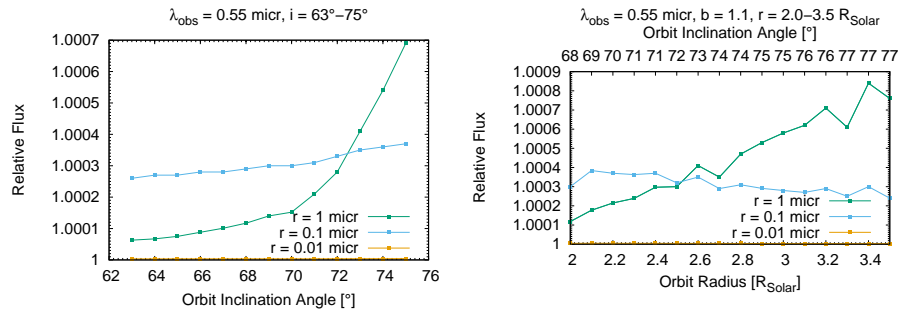 λobs = 0.55 micr, i = 63°−75°
1.0007
1.0006
1.0005
1.0004
1.0003
1.0002
1.0001
1
Relative Flux
r = 1 micr
r = 0.1 micr
r = 0.01 micr
62 64 66 68 70 72 74 76
Orbit Inclination Angle [°]
λobs = 0.55 micr, b = 1.1, r = 2.0−3.5 RSolar
Orbit Inclination Angle [°]
68 69 70 71 71 72 73 74 74 75 75 76 76 77 77 77
1.0009
1.0008
1.0007
1.0006
1.0005
1.0004
1.0003
1.0002
1.0001
1
Relative Flux
r = 1 micr
r = 0.1 micr
r = 0.01 micr
2 2.2 2.4 2.6 2.8 3 3.2 3.4
Orbit Radius [RSolar]